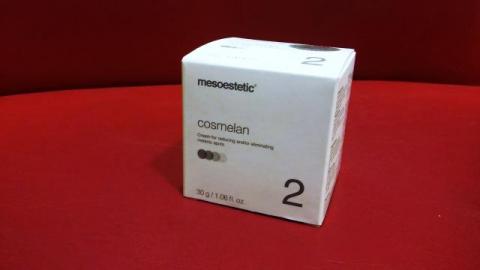 2
mesoestetic®
cosmelan
Cream for reducing and/or eliminating
melanic spots
30 g / 1.06 fl. oz.
2